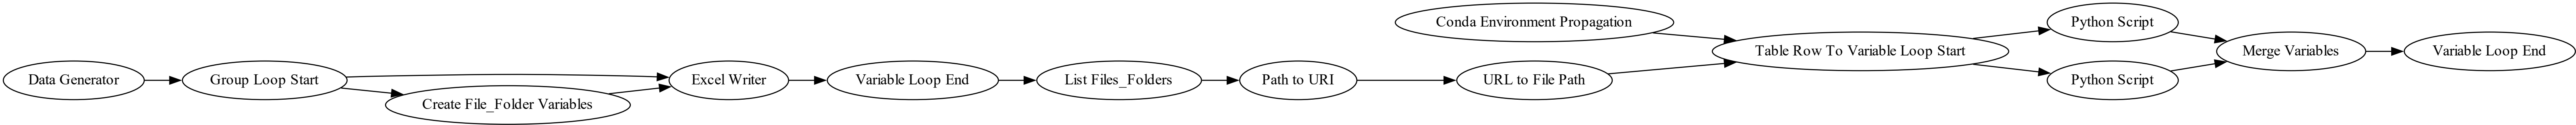 Data Generator
Group Loop Start
Create File_Folder Variables
Excel Writer
Variable Loop End
List Files_Folders
Path to URI
URL to File Path
Conda Environment Propagation
Table Row To Variable Loop Start
Python Script
Python Script
Merge Variables
Variable Loop End